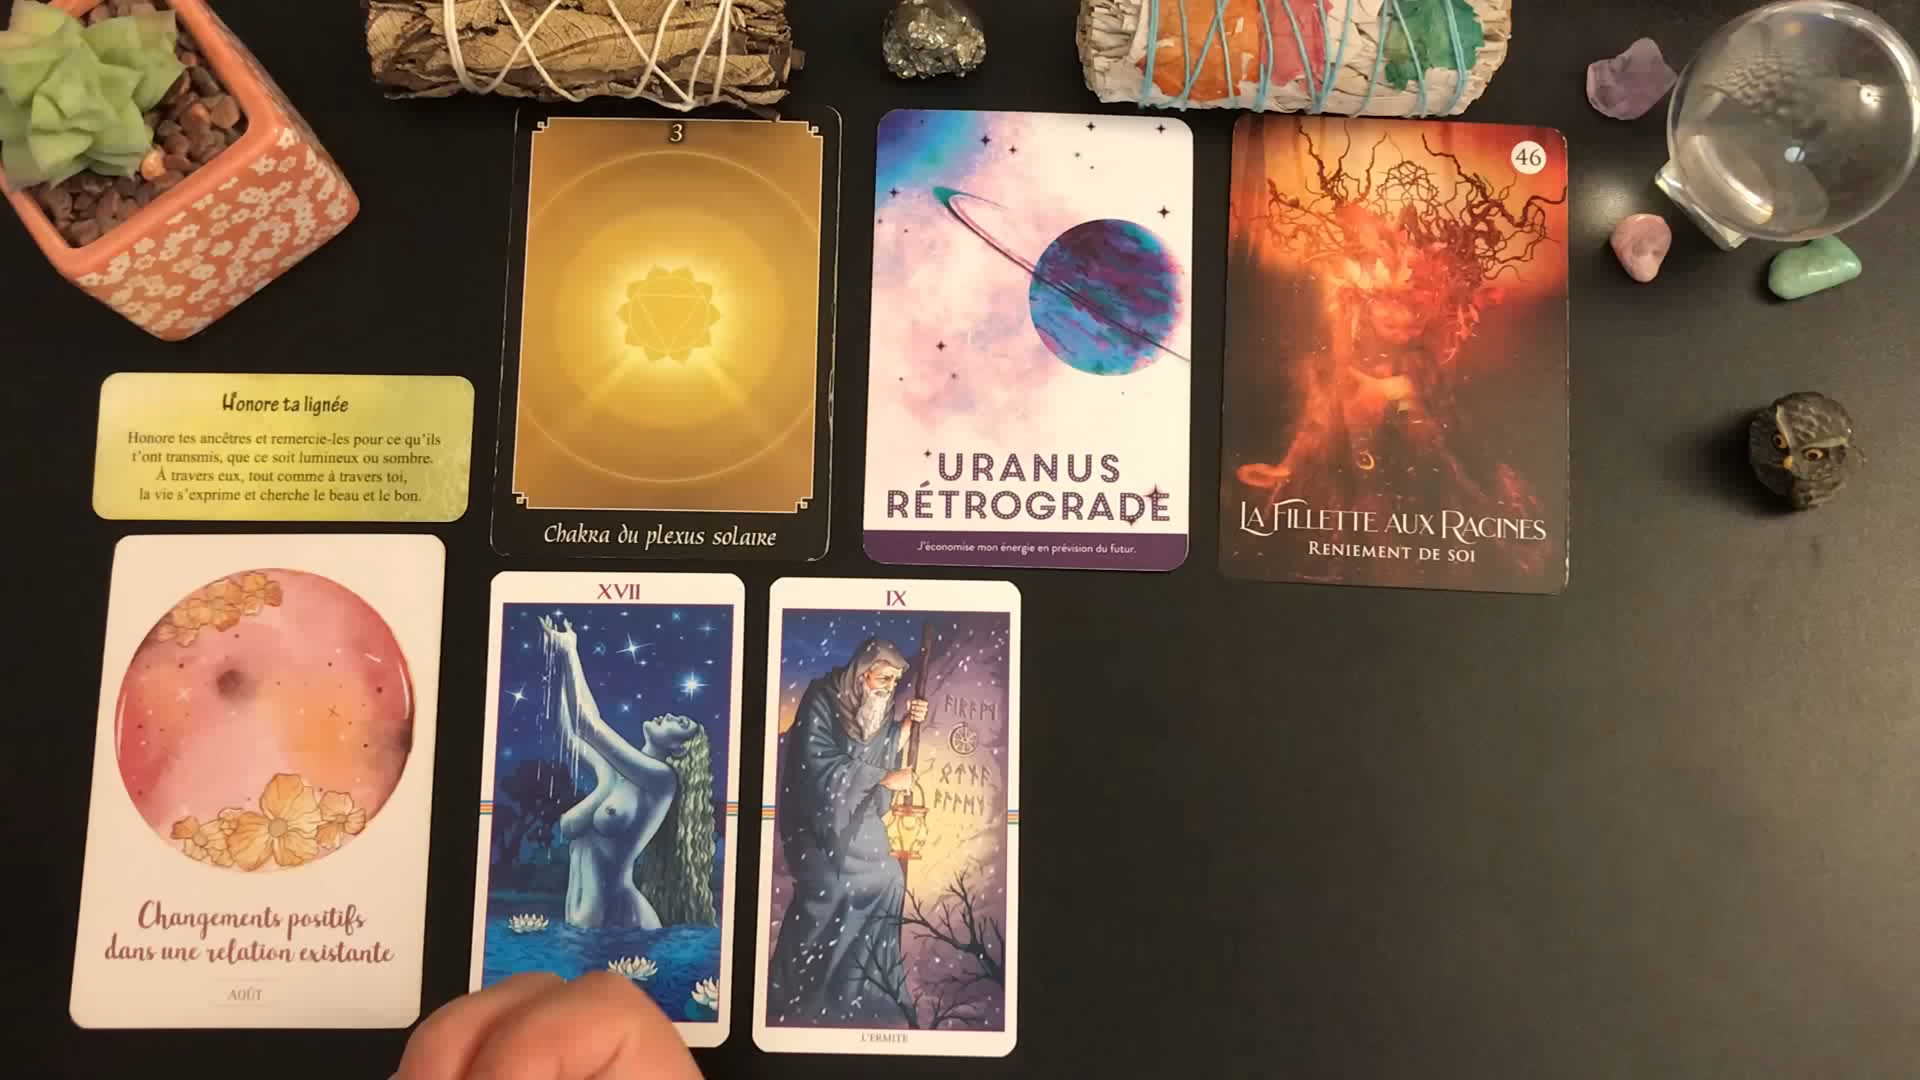 3
Chakra du plexus solaire
URANUS
RÉTROGRADE
J'économise mon énergie en prévision du futur.
46
LA FILLETTE AUX RACINES
RENIEMENT DE SOI
Honore ta lignée
Honore tes ancêtres et remercie-les pour ce qu'ils
t'ont transmis, que ce soit lumineux ou sombre.
À travers eux, tout comme à travers toi,
la vie s'exprime et cherche le beau et le bon.
Changements positifs
dans une relation existante
AOÛT
XVII
IX
L'ERMITE